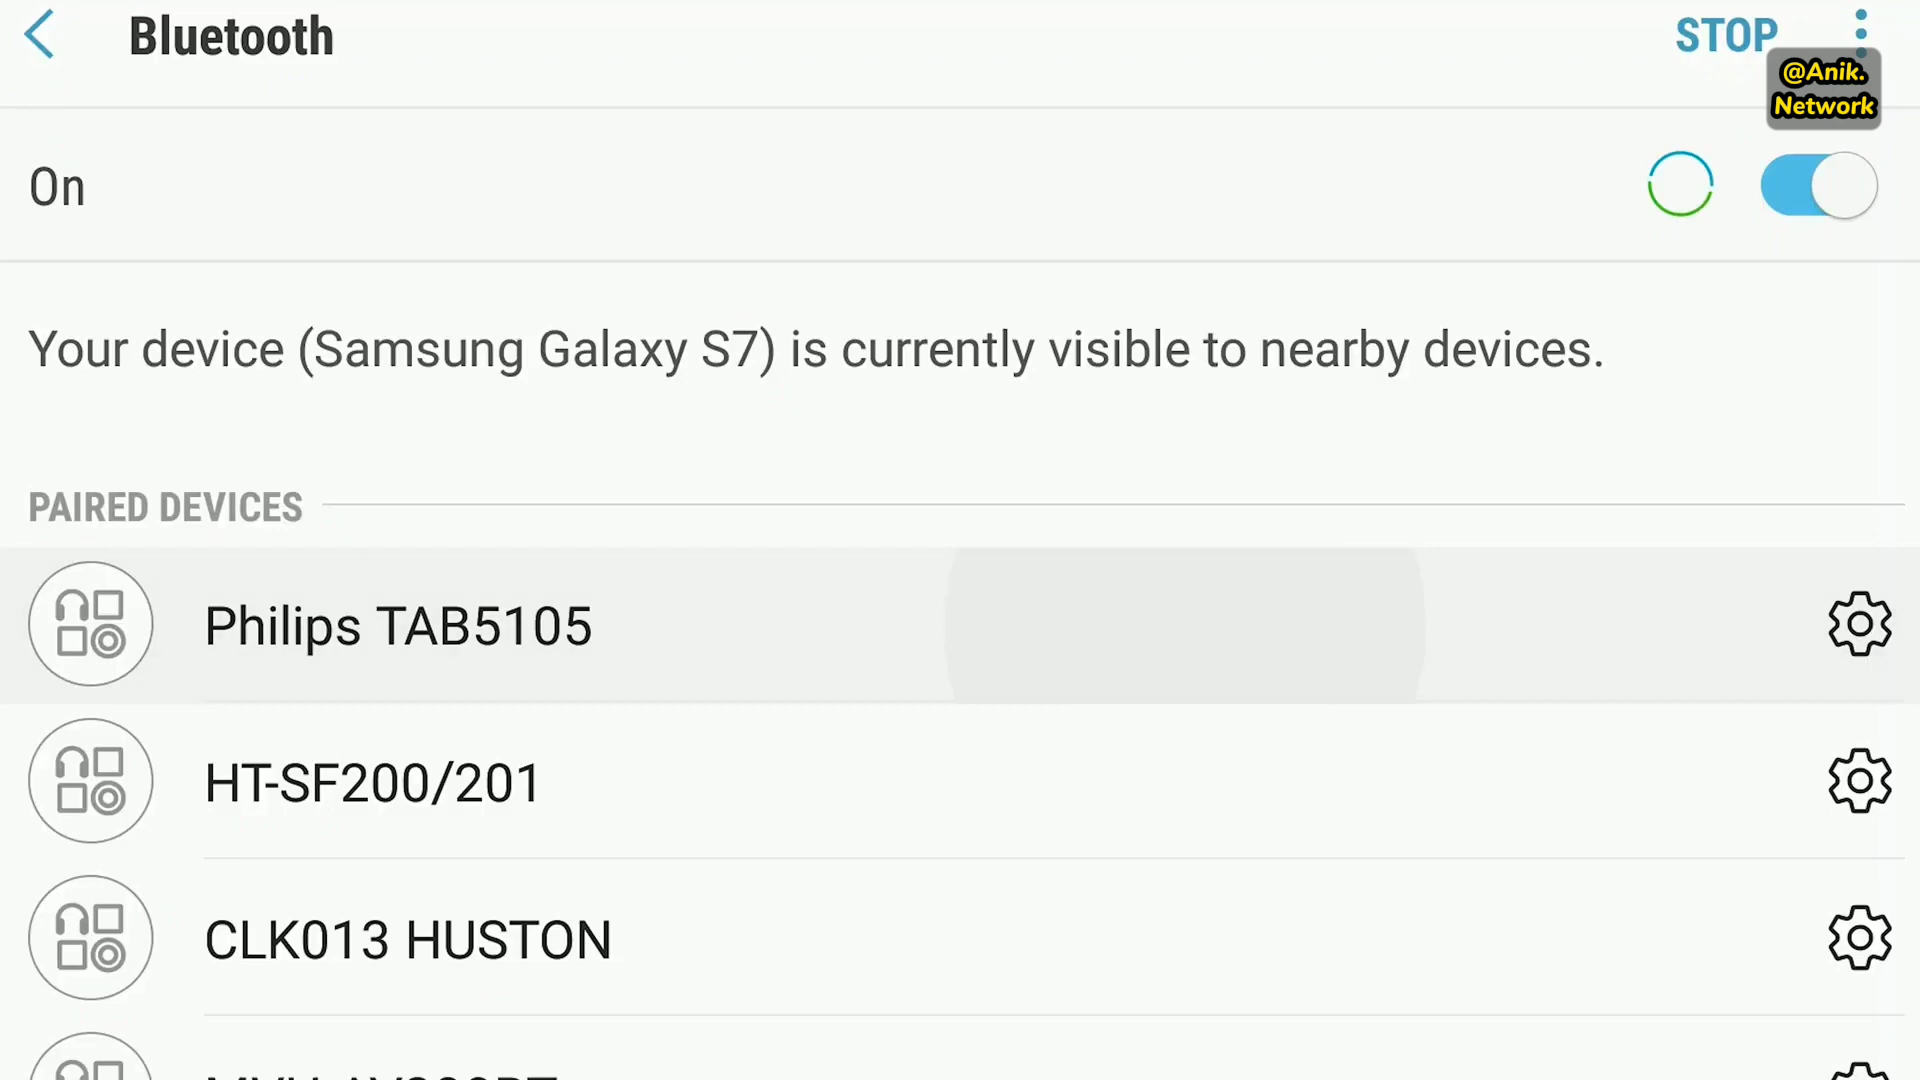 Bluetooth
STOP
@Anik.
Network
On
Your device (Samsung Galaxy S7) is currently visible to nearby devices.
PAIRED DEVICES
Philips TAB5105
HT-SF200/201
CLK013 HUSTON